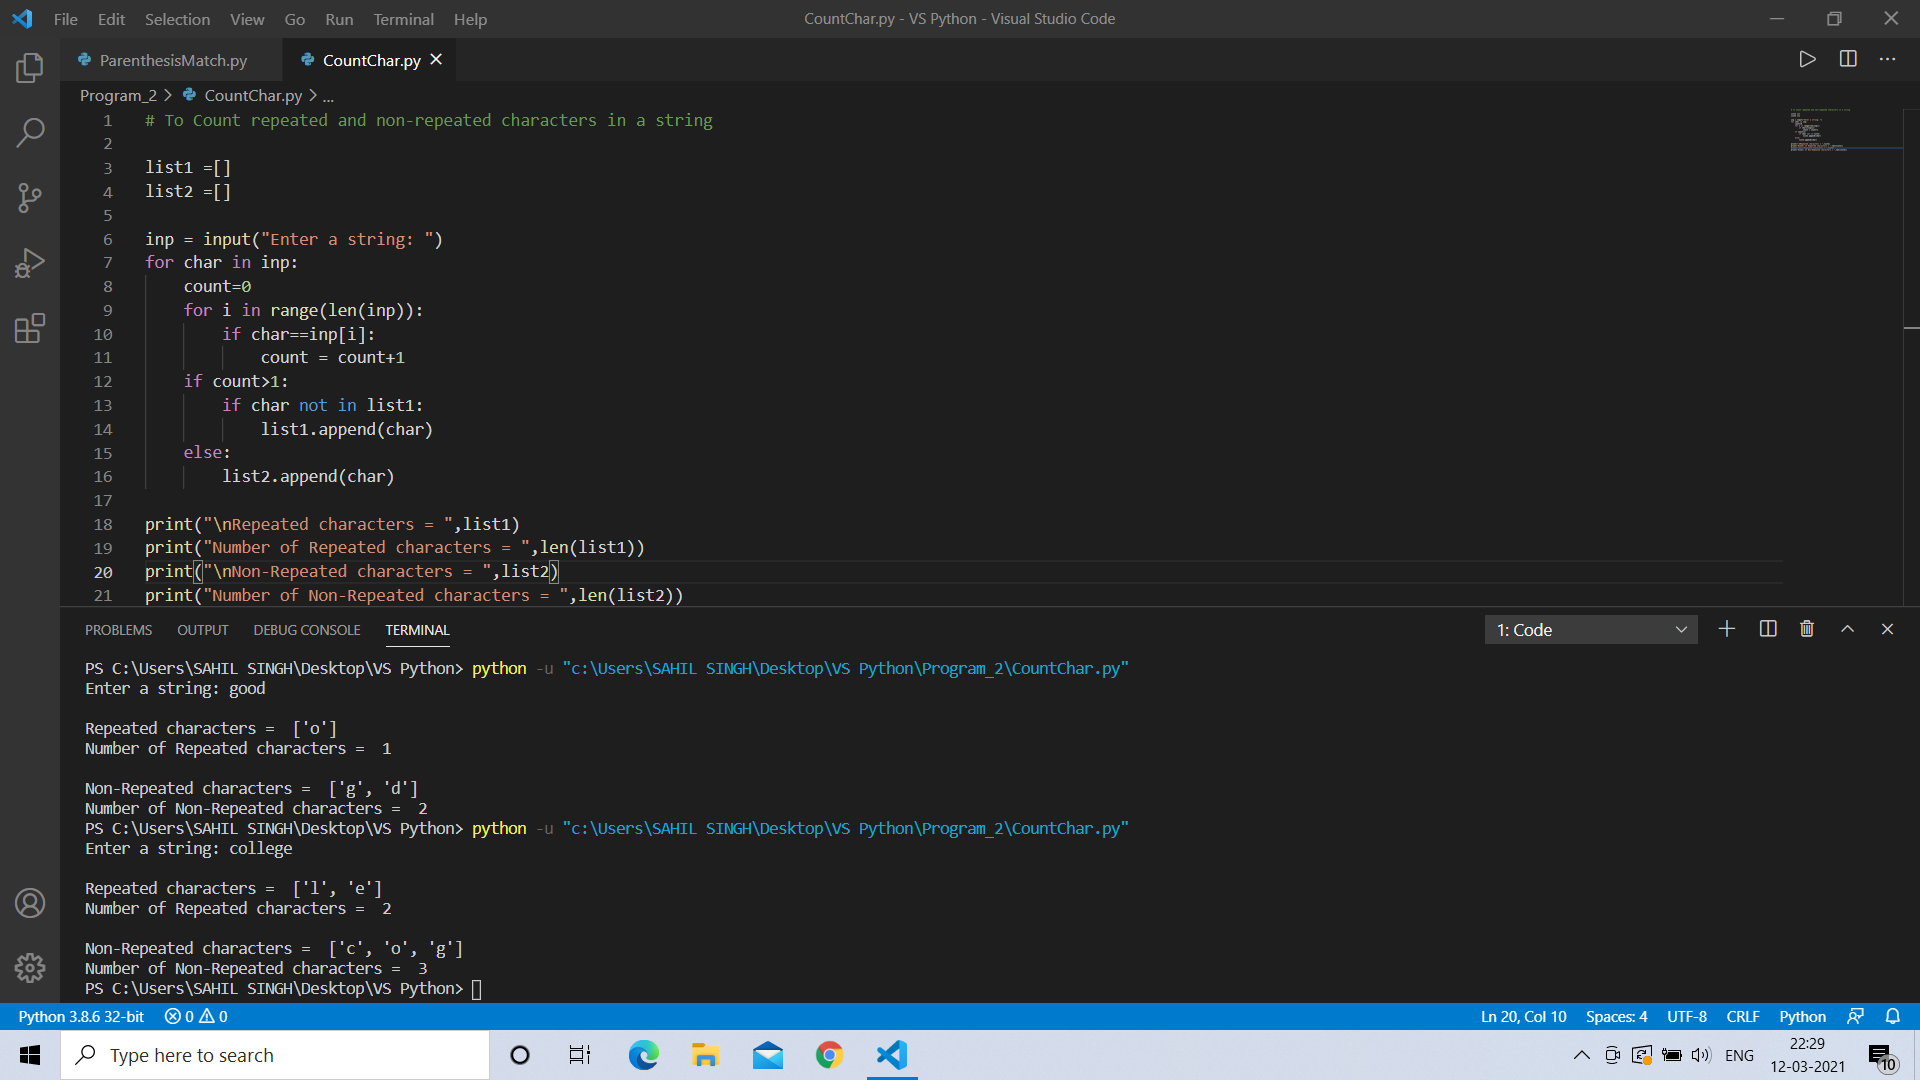 File Edit Selection View Go Run Terminal Help
CountChar.py - VS Python - Visual Studio Code
ParenthesisMatch.py
CountChar.py
Program_2 > CountChar.py > ...
1 # To Count repeated and non-repeated characters in a string
2
3 list1 =[]
4 list2 =[]
5
6 inp = input("Enter a string: ")
7 for char in inp:
8     count=0
9     for i in range(len(inp)):
10         if char==inp[i]:
11             count = count+1
12     if count>1:
13         if char not in list1:
14             list1.append(char)
15     else:
16         list2.append(char)
17
18 print("\nRepeated characters = ",list1)
19 print("Number of Repeated characters = ",len(list1))
20 print("\nNon-Repeated characters = ",list2)
21 print("Number of Non-Repeated characters = ",len(list2))
PROBLEMS OUTPUT DEBUG CONSOLE TERMINAL
1: Code
PS C:\Users\SAHIL SINGH\Desktop\VS Python> python -u "c:\Users\SAHIL SINGH\Desktop\VS Python\Program_2\CountChar.py"
Enter a string: good
Repeated characters =  ['o']
Number of Repeated characters =  1
Non-Repeated characters =  ['g', 'd']
Number of Non-Repeated characters =  2
PS C:\Users\SAHIL SINGH\Desktop\VS Python> python -u "c:\Users\SAHIL SINGH\Desktop\VS Python\Program_2\CountChar.py"
Enter a string: college
Repeated characters =  ['l', 'e']
Number of Repeated characters =  2
Non-Repeated characters =  ['c', 'o', 'g']
Number of Non-Repeated characters =  3
PS C:\Users\SAHIL SINGH\Desktop\VS Python>
Python 3.8.6 32-bit 0 0
Ln 20, Col 10 Spaces: 4 UTF-8 CRLF Python
Type here to search
ENG
22:29
12-03-2021
10